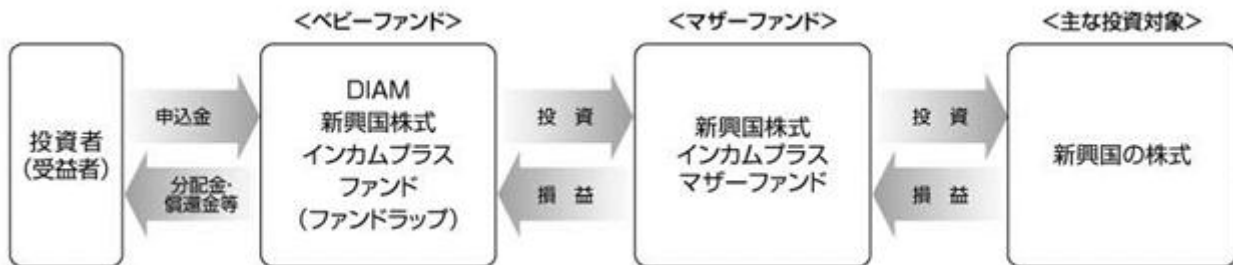 <ベビーファンド>
<マザーファンド>
<主な投資対象>
投資者
(受益者)
申込金
分配金・
償還金等
DIAM
新興国株式
インカムプラス
ファンド
(ファンドラップ)
投 資
損 益
新興国株式
インカムプラス
マザーファンド
投 資
損 益
新興国の株式